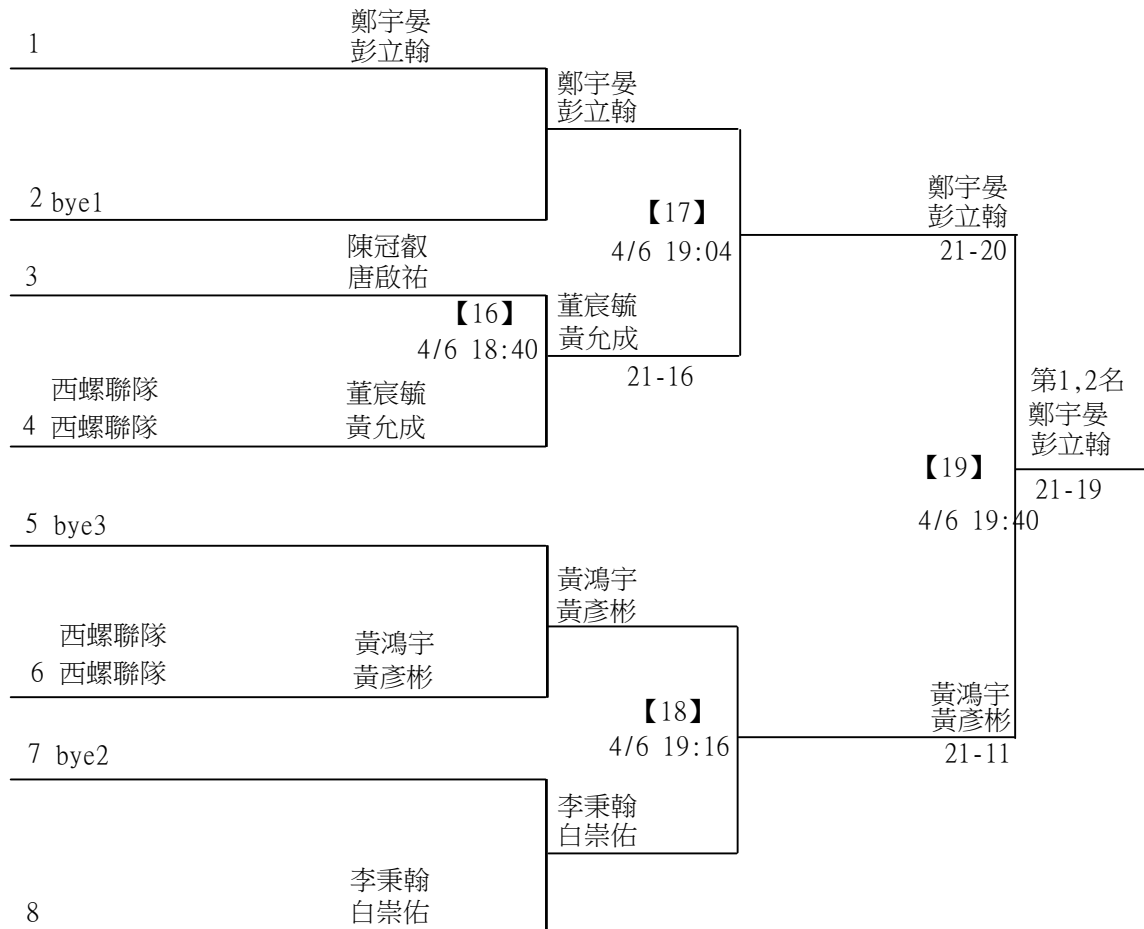 1
鄭宇晏
彭立翰
鄭宇晏
彭立翰
2 bye1
【17】
4/6 19:04
鄭宇晏
彭立翰
21-20
3
陳冠叡
唐啟祐
【16】
4/6 18:40
董宸毓
黃允成
21-16
西螺聯隊
4 西螺聯隊
董宸毓
黃允成
第1,2名
鄭宇晏
彭立翰
【19】
21-19
4/6 19:40
5 bye3
黃鴻宇
黃彥彬
西螺聯隊
6 西螺聯隊
黃鴻宇
黃彥彬
【18】
4/6 19:16
黃鴻宇
黃彥彬
21-11
7 bye2
李秉翰
白崇佑
8
李秉翰
白崇佑